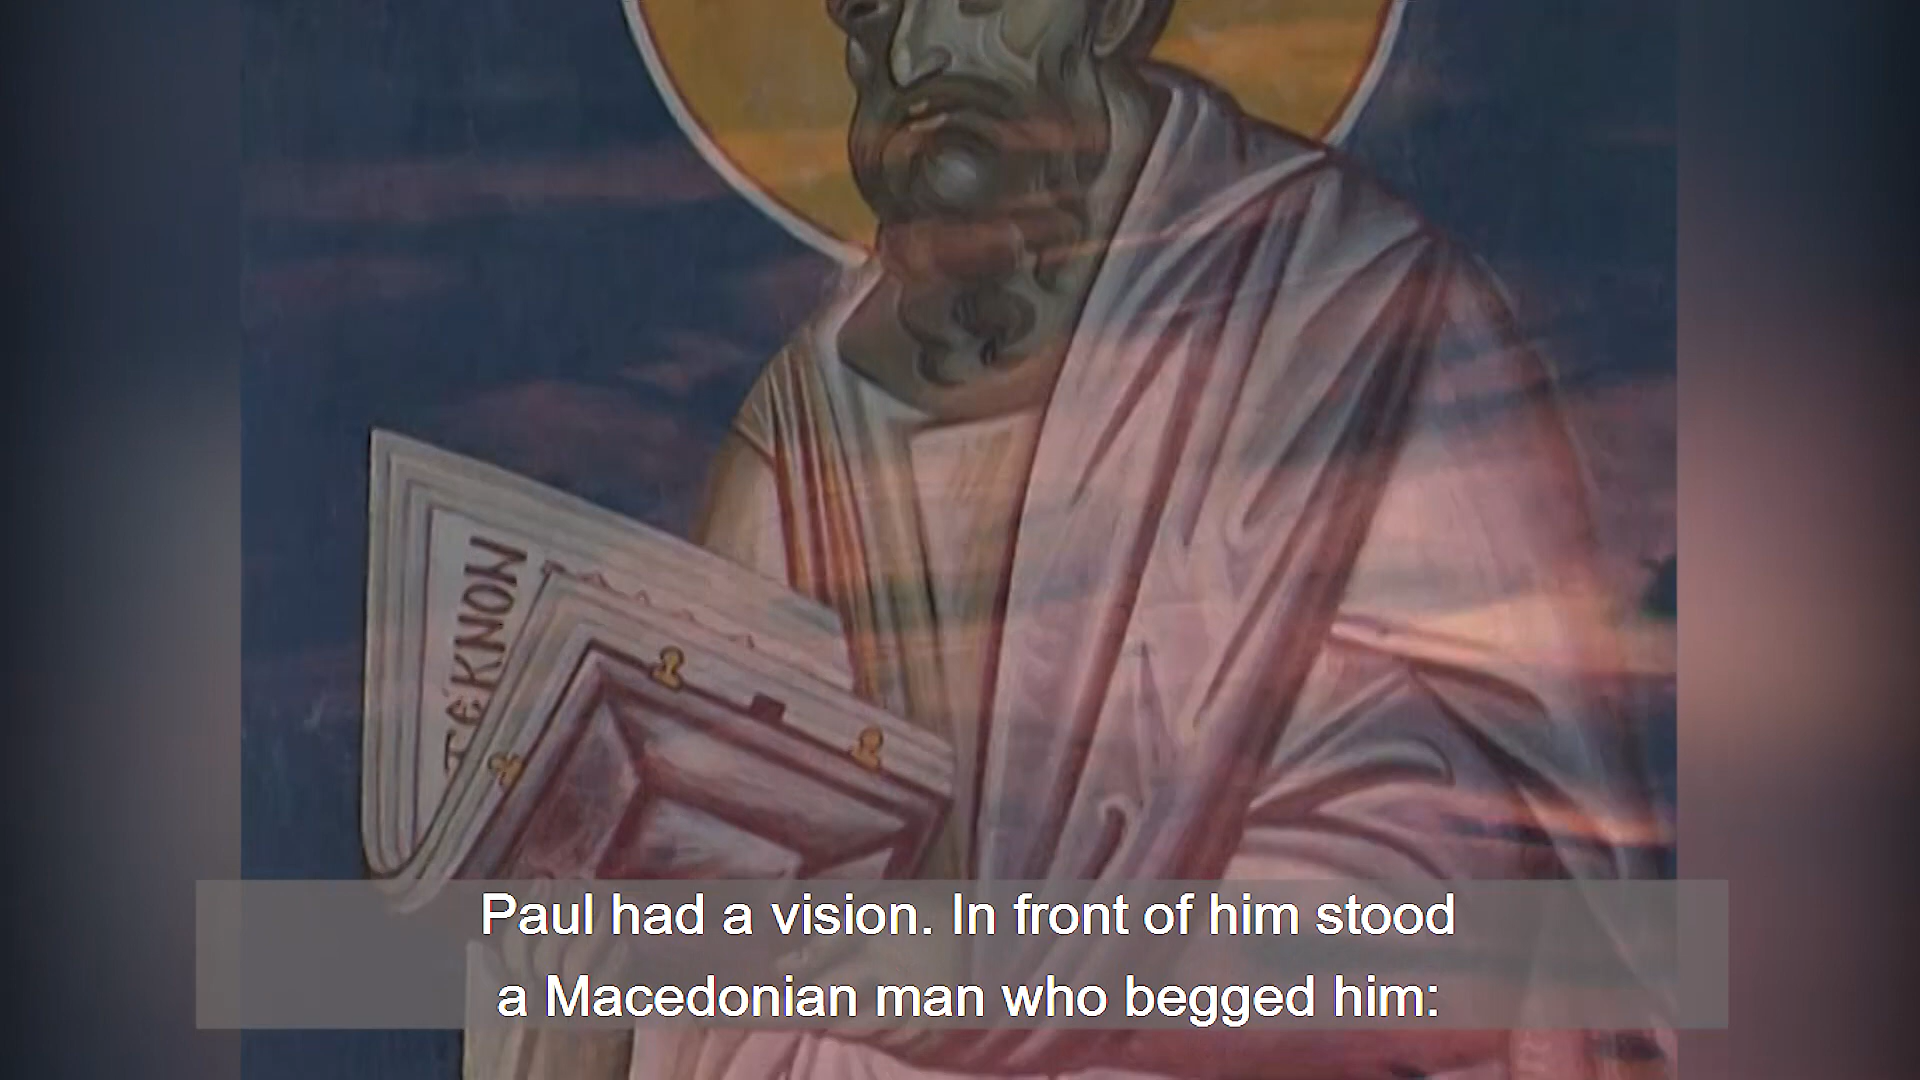 ΤΕΚΝΟΝ
Paul had a vision. In front of him stood
a Macedonian man who begged him: